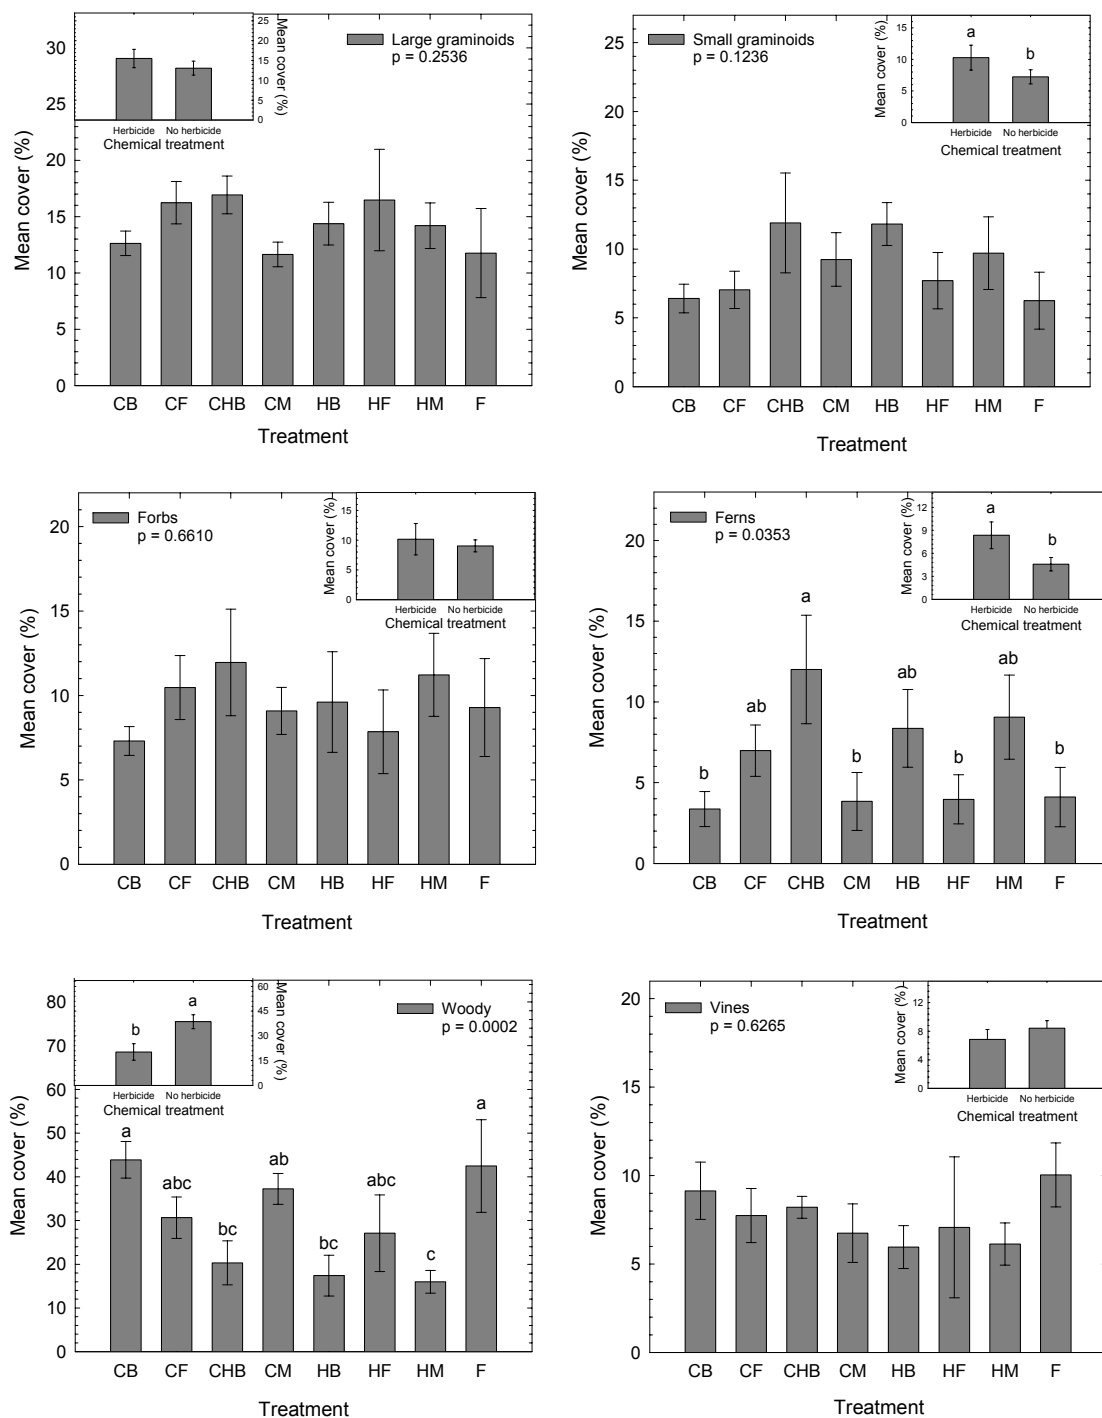 Large graminoids
p = 0.2536
Mean cover (%)
30
25
20
15
10
5
0
CB CF CHB CM HB HF HM F
Treatment
Mean cover (%)
25
20
15
10
5
0
Herbicide No herbicide
Chemical treatment
Small graminoids
p = 0.1236
Mean cover (%)
25
20
15
10
5
0
CB CF CHB CM HB HF HM F
Treatment
Mean cover (%)
15
10
5
0
a b
Herbicide No herbicide
Chemical treatment
Forbs
p = 0.6610
Mean cover (%)
20
15
10
5
0
CB CF CHB CM HB HF HM F
Treatment
Mean cover (%)
15
10
5
0
Herbicide No herbicide
Chemical treatment
Ferns
p = 0.0353
Mean cover (%)
20
15
10
5
0
b ab a b ab b ab b
CB CF CHB CM HB HF HM F
Treatment
Mean cover (%)
12
9
6
3
0
a b
Herbicide No herbicide
Chemical treatment
Woody
p = 0.0002
Mean cover (%)
80
70
60
50
40
30
20
10
0
a abc bc ab bc abc c a
CB CF CHB CM HB HF HM F
Treatment
Mean cover (%)
60
45
30
15
0
b a
Herbicide No herbicide
Chemical treatment
Vines
p = 0.6265
Mean cover (%)
20
15
10
5
0
CB CF CHB CM HB HF HM F
Treatment
Mean cover (%)
12
8
4
0
Herbicide No herbicide
Chemical treatment